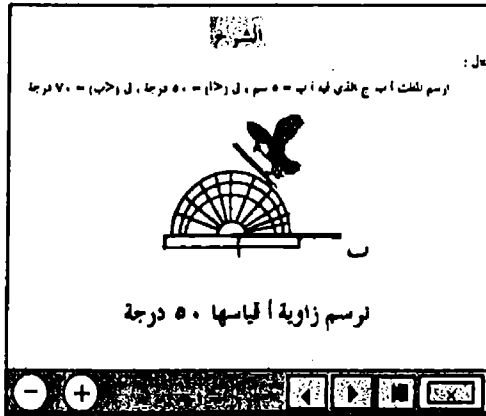 الشرح
مثال :
ارسم المثلث أ ب ج الذي فيه أ ب = ٥ سم ، ل (>أ) = ٥٠ درجة ، ل (>ب) = ٧٠ درجة
ب
نرسم زاوية أ قياسها ٥٠ درجة